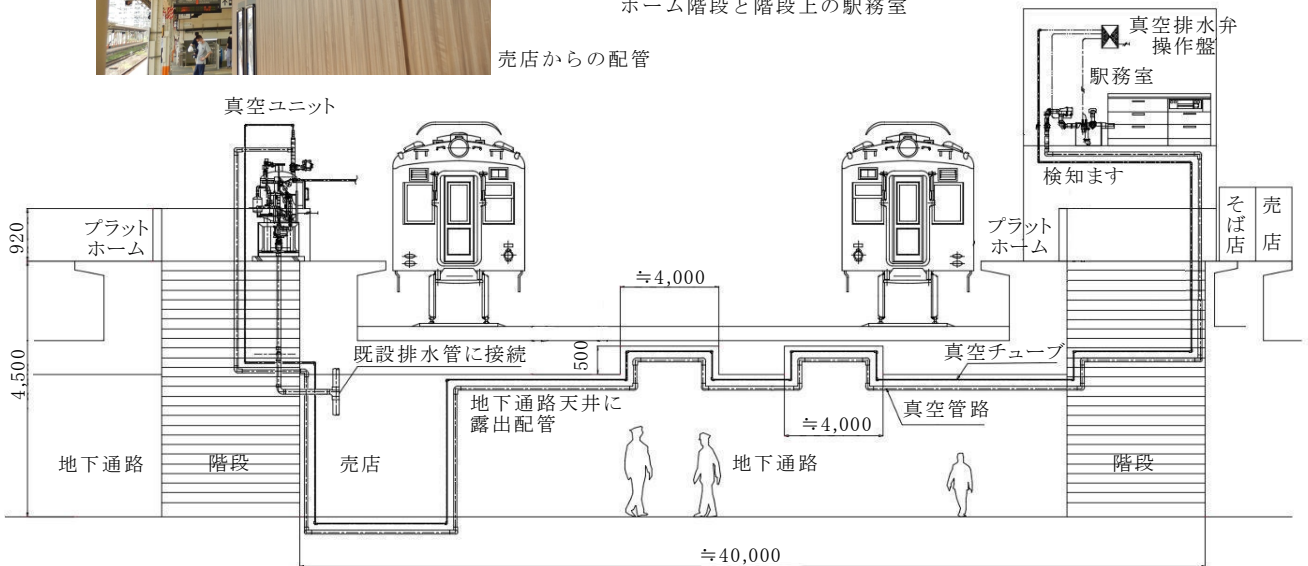 ホーム階段と階段上の駅務室
売店からの配管
真空ユニット
真空排水弁
操作盤
駅務室
検知ます
そば店
売店
プラット
ホーム
プラット
ホーム
920
4,500
≒4,000
500
既設排水管に接続
真空チューブ
地下通路天井に
露出配管
≒4,000
真空管路
地下通路
階段
売店
地下通路
階段
≒40,000